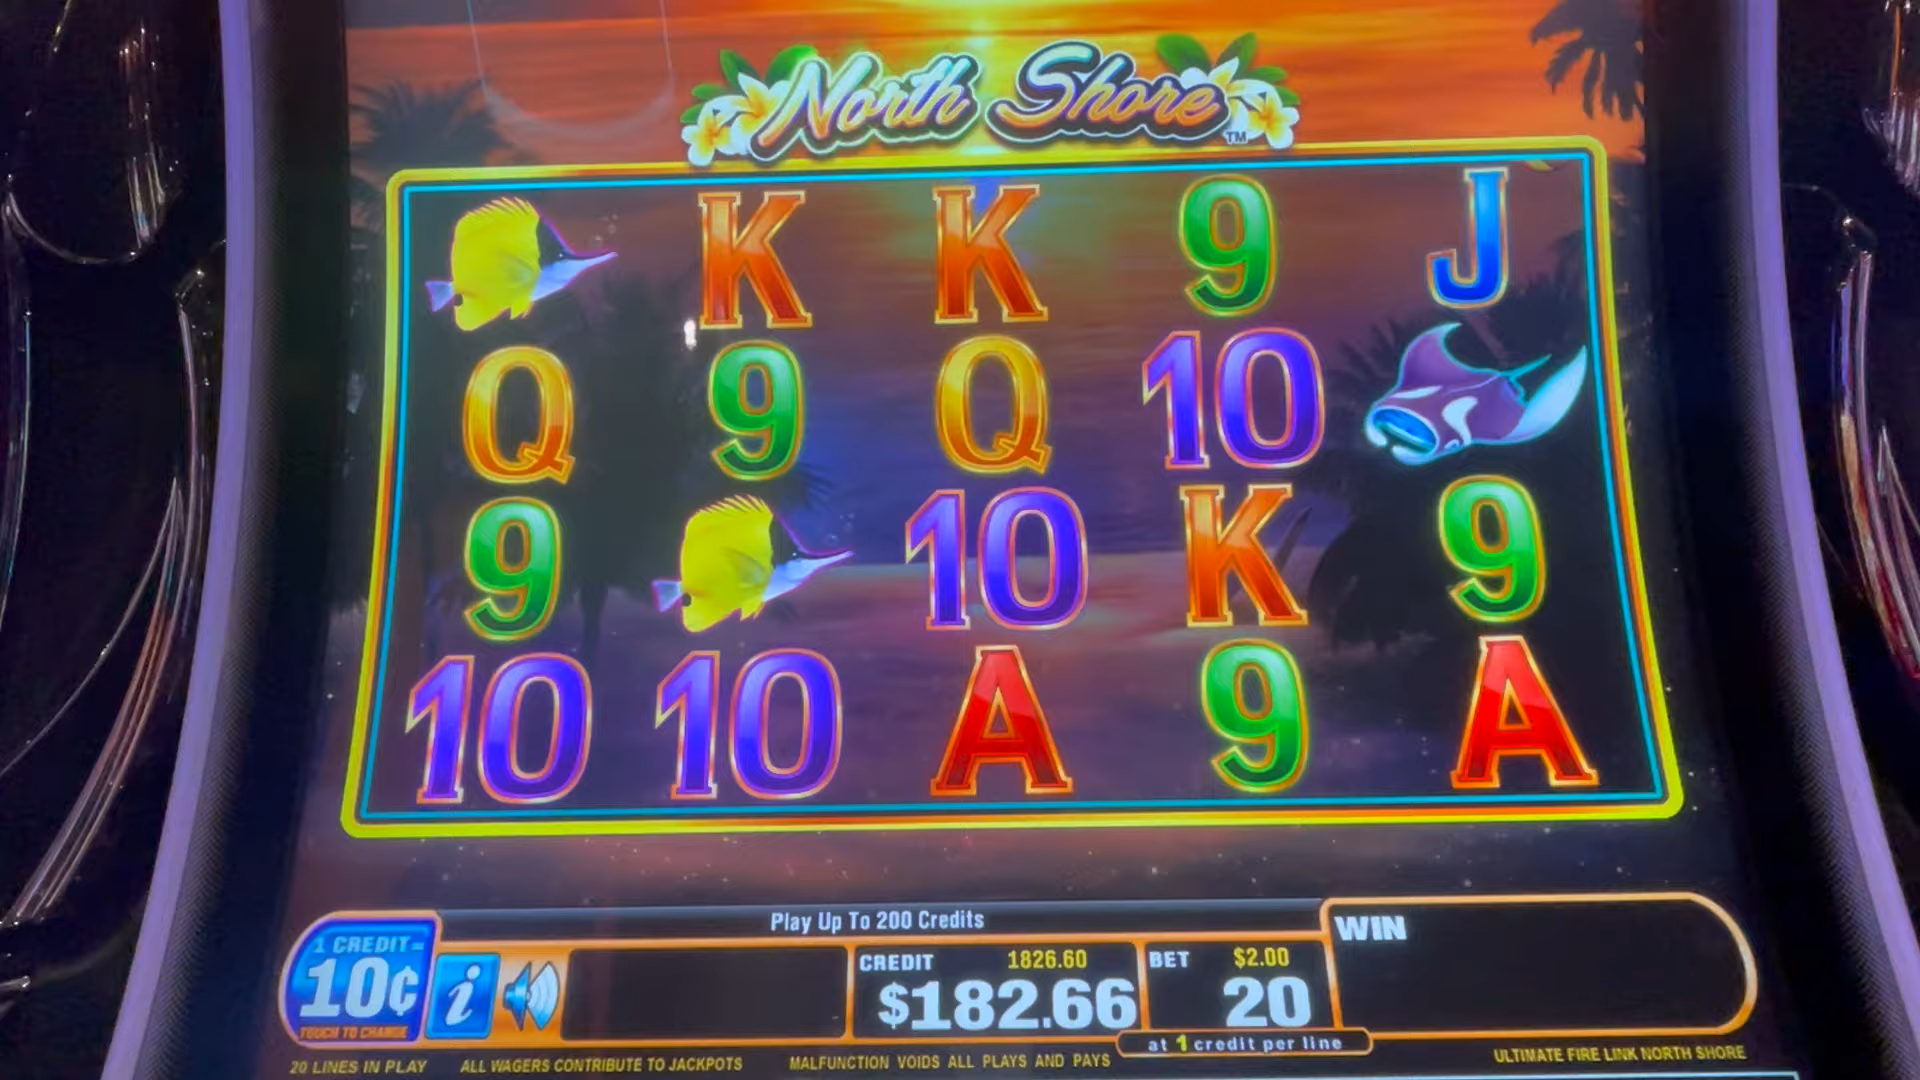 North Shore™
K K 9 J
Q 9 Q 10
9 10 K 9
10 10 A 9 A
Play Up To 200 Credits
WIN
1 CREDIT=
10¢
TOUCH TO CHANGE
i
CREDIT 1826.60
$182.66
BET $2.00
20
at 1 credit per line
20 LINES IN PLAY ALL WAGERS CONTRIBUTE TO JACKPOTS MALFUNCTION VOIDS ALL PLAYS AND PAYS ULTIMATE FIRE LINK NORTH SHORE